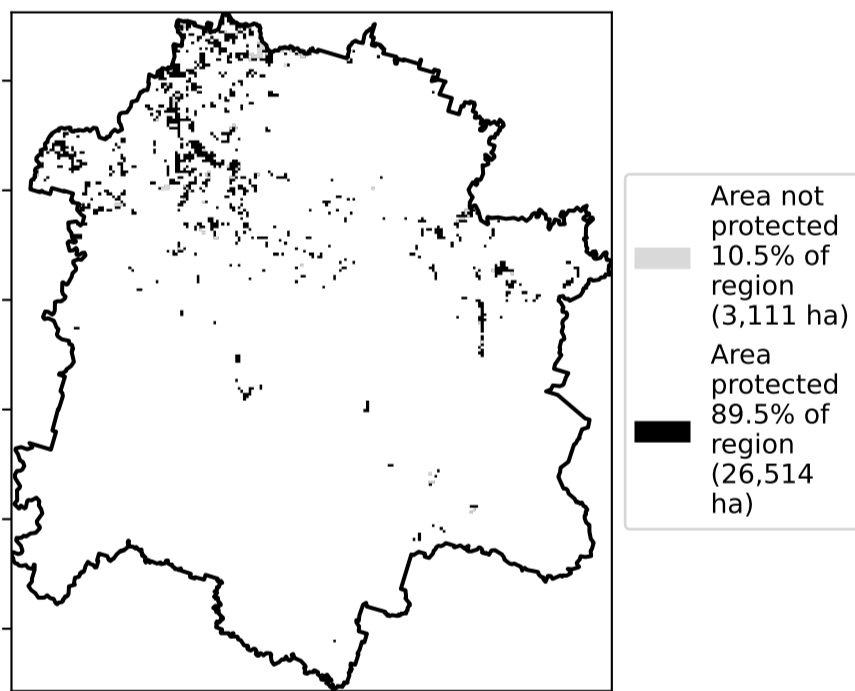 Area not
protected
10.5% of
region
(3,111 ha)
Area
protected
89.5% of
region
(26,514
ha)